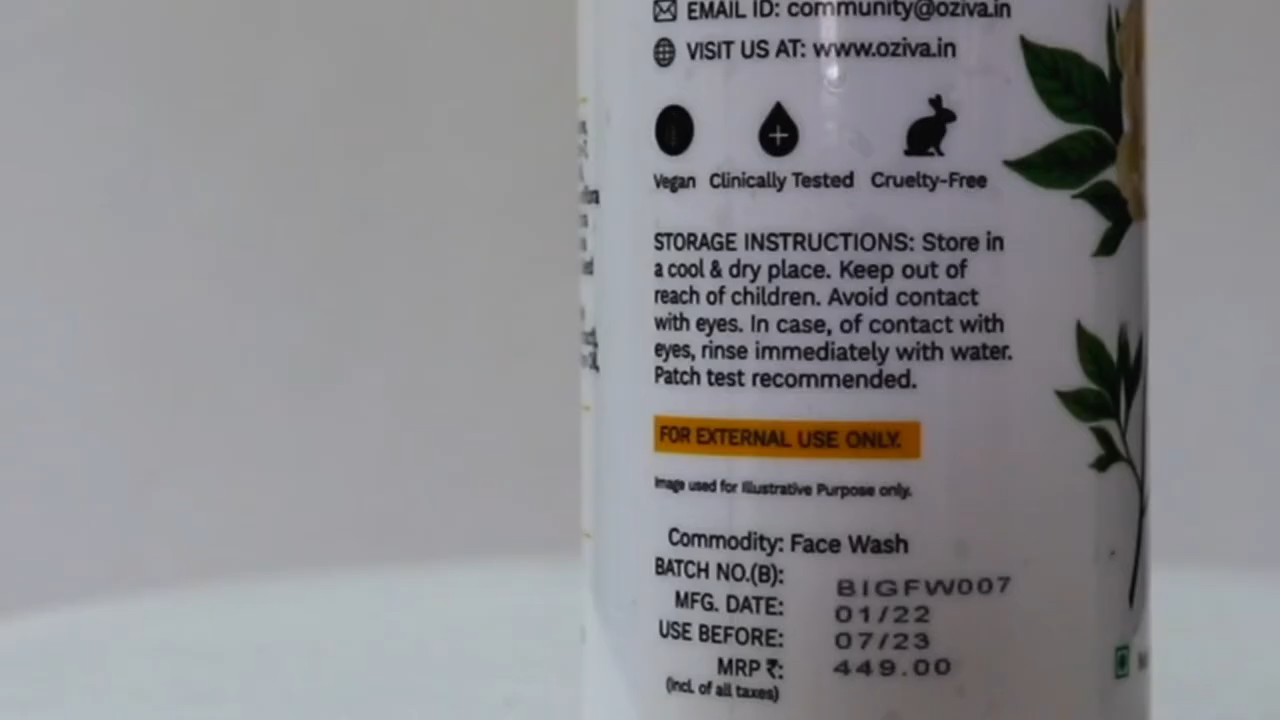 EMAIL ID: community@oziva.in
VISIT US AT: www.oziva.in
Vegan Clinically Tested Cruelty-Free
STORAGE INSTRUCTIONS: Store in
a cool & dry place. Keep out of
reach of children. Avoid contact
with eyes. In case, of contact with
eyes, rinse immediately with water.
Patch test recommended.
FOR EXTERNAL USE ONLY.
Image used for Illustrative Purpose only.
Commodity: Face Wash
BATCH NO.(B): BIGFW007
MFG. DATE: 01/22
USE BEFORE: 07/23
MRP ₹: 449.00
(incl. of all taxes)